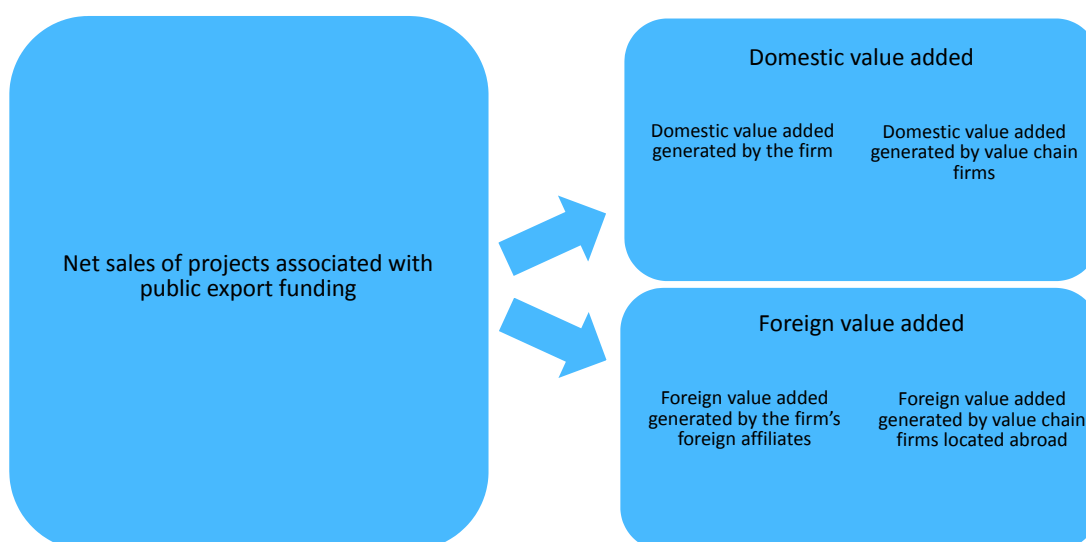 Net sales of projects associated with
public export funding
Domestic value added
Domestic value added
generated by the firm
Domestic value added
generated by value chain
firms
Foreign value added
Foreign value added
generated by the firm’s
foreign affiliates
Foreign value added
generated by value chain
firms located abroad